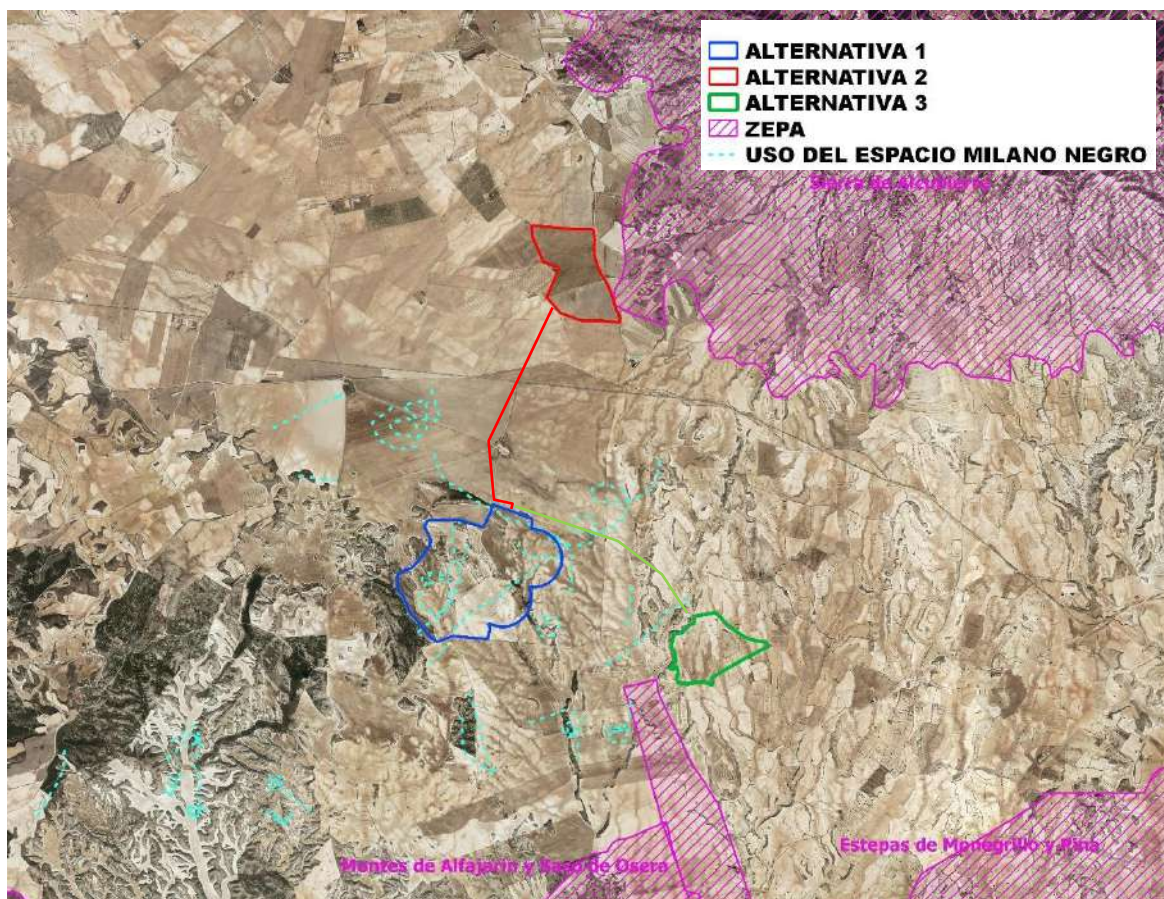 ALTERNATIVA 1
ALTERNATIVA 2
ALTERNATIVA 3
ZEPA
USO DEL ESPACIO MILANO NEGRO
Sierra de Alcubierre
Estepas de Monegrillo y Pina
Montes de Alfajarín y Saso de Osera